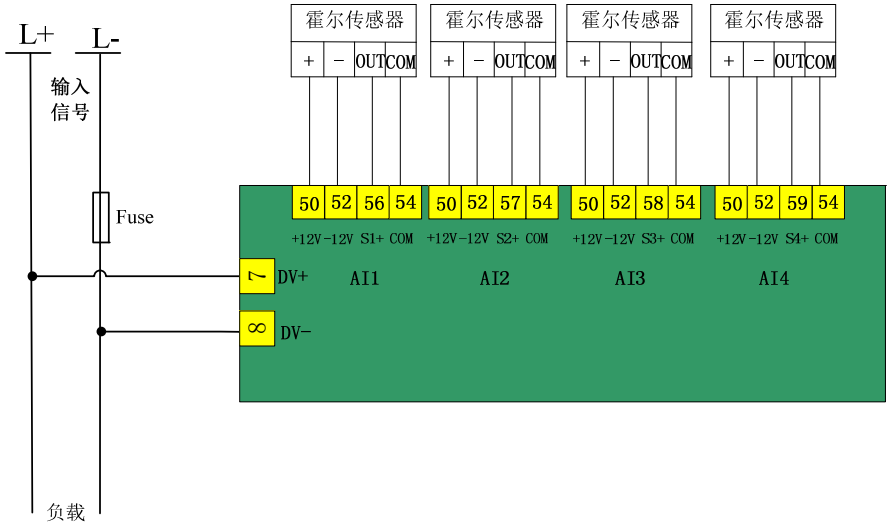 霍尔传感器 霍尔传感器 霍尔传感器 霍尔传感器
L+ L-
+ − OUT COM + − OUT COM + − OUT COM + − OUT COM
输入
信号
50 52 56 54 50 52 57 54 50 52 58 54 50 52 59 54
Fuse
+12V -12V S1+ COM +12V -12V S2+ COM +12V -12V S3+ COM +12V -12V S4+ COM
7 DV+ AI1 AI2 AI3 AI4
8 DV-
负载